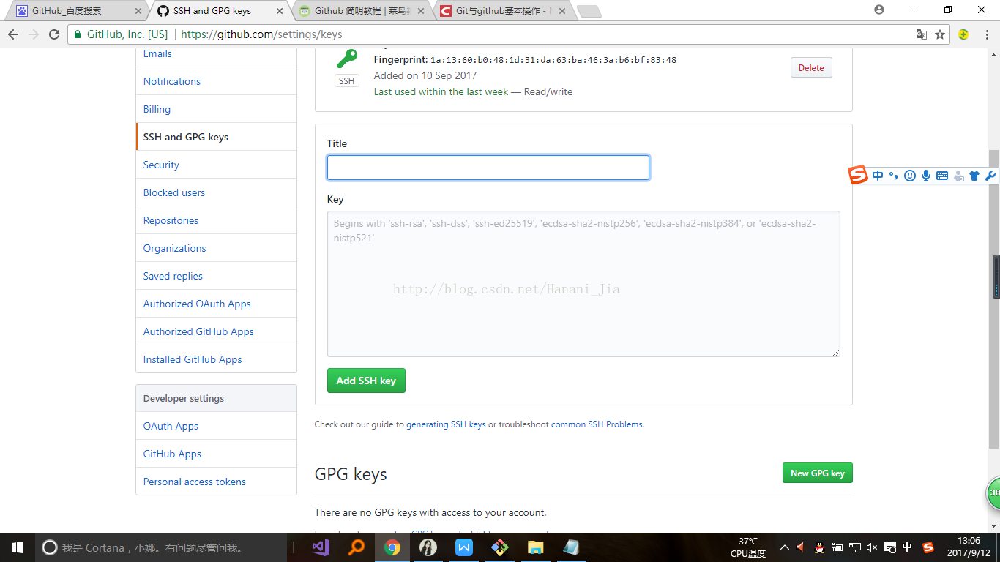 GitHub_百度搜索
SSH and GPG keys
Github 简明教程 | 菜鸟
Git与github基本操作 -
GitHub, Inc. [US]
https://github.com/settings/keys
Emails
Notifications
Billing
SSH and GPG keys
Security
Blocked users
Repositories
Organizations
Saved replies
Authorized OAuth Apps
Authorized GitHub Apps
Installed GitHub Apps
Developer settings
OAuth Apps
GitHub Apps
Personal access tokens
SSH
Fingerprint: 1a:13:60:b0:48:1d:31:da:63:ba:46:3a:b6:bf:83:48
Added on 10 Sep 2017
Last used within the last week — Read/write
Delete
Title
Key
Begins with 'ssh-rsa', 'ssh-dss', 'ssh-ed25519', 'ecdsa-sha2-nistp256', 'ecdsa-sha2-nistp384', or 'ecdsa-sha2-
nistp521'
http://blog.csdn.net/Hanani_Jia
Add SSH key
Check out our guide to generating SSH keys or troubleshoot common SSH Problems.
GPG keys
New GPG key
There are no GPG keys with access to your account.
中
38
我是 Cortana，小娜。有问题尽管问我。
37℃
CPU温度
中
13:06
2017/9/12